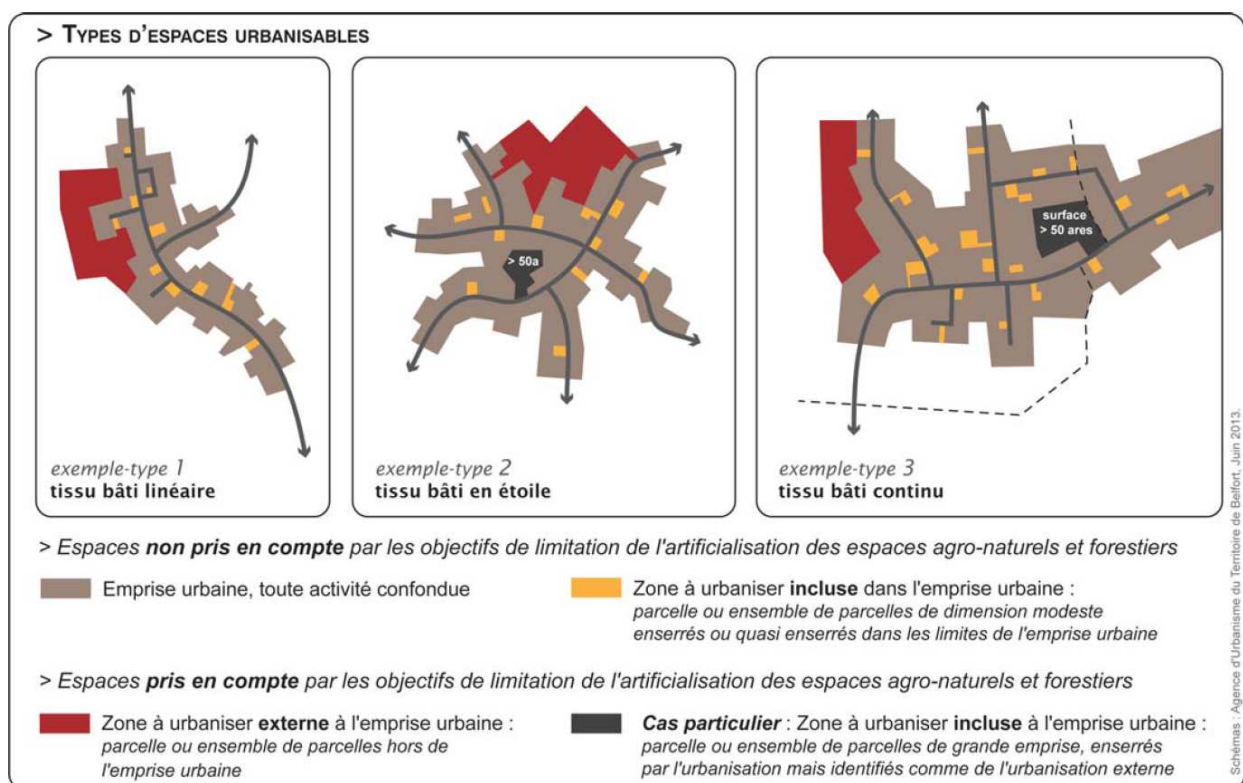 > TYPES D'ESPACES URBANISABLES
exemple-type 1
tissu bâti linéaire
> 50a
exemple-type 2
tissu bâti en étoile
surface
> 50 ares
exemple-type 3
tissu bâti continu
> Espaces non pris en compte par les objectifs de limitation de l'artificialisation des espaces agro-naturels et forestiers
Emprise urbaine, toute activité confondue
Zone à urbaniser incluse dans l'emprise urbaine :
parcelle ou ensemble de parcelles de dimension modeste
enserrés ou quasi enserrés dans les limites de l'emprise urbaine
> Espaces pris en compte par les objectifs de limitation de l'artificialisation des espaces agro-naturels et forestiers
Zone à urbaniser externe à l'emprise urbaine :
parcelle ou ensemble de parcelles hors de
l'emprise urbaine
Cas particulier : Zone à urbaniser incluse à l'emprise urbaine :
parcelle ou ensemble de parcelles de grande emprise, enserrés
par l'urbanisation mais identifiés comme de l'urbanisation externe
Schémas : Agence d'Urbanisme du Territoire de Belfort, Juin 2013.